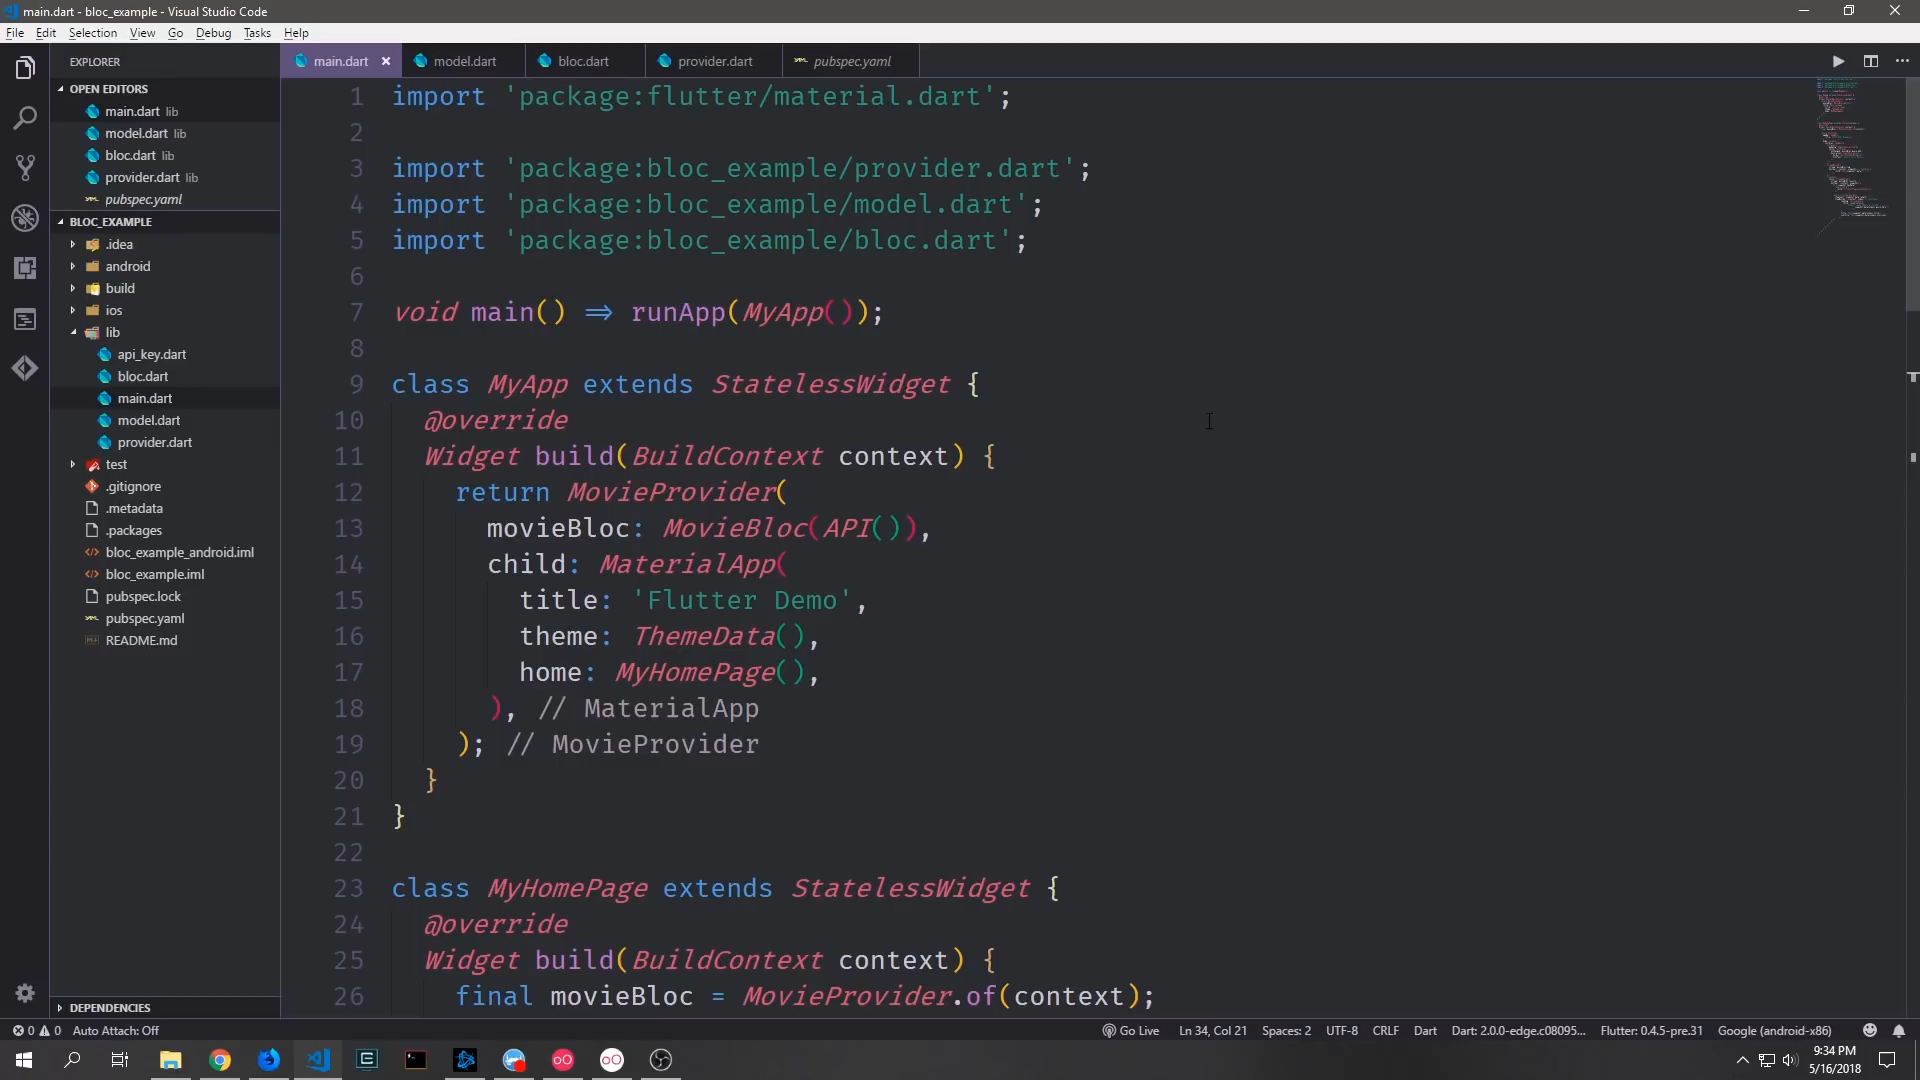 main.dart - bloc_example - Visual Studio Code
File Edit Selection View Go Debug Tasks Help
EXPLORER
main.dart
model.dart
bloc.dart
provider.dart
pubspec.yaml
OPEN EDITORS
main.dart lib
model.dart lib
bloc.dart lib
provider.dart lib
pubspec.yaml
BLOC_EXAMPLE
.idea
android
build
ios
lib
api_key.dart
bloc.dart
main.dart
model.dart
provider.dart
test
.gitignore
.metadata
.packages
bloc_example_android.iml
bloc_example.iml
pubspec.lock
pubspec.yaml
README.md
DEPENDENCIES
1 import 'package:flutter/material.dart';
2
3 import 'package:bloc_example/provider.dart';
4 import 'package:bloc_example/model.dart';
5 import 'package:bloc_example/bloc.dart';
6
7 void main() => runApp(MyApp());
8
9 class MyApp extends StatelessWidget {
10 @override
11 Widget build(BuildContext context) {
12 return MovieProvider(
13 movieBloc: MovieBloc(API()),
14 child: MaterialApp(
15 title: 'Flutter Demo',
16 theme: ThemeData(),
17 home: MyHomePage(),
18 ), // MaterialApp
19 ); // MovieProvider
20 }
21 }
22
23 class MyHomePage extends StatelessWidget {
24 @override
25 Widget build(BuildContext context) {
26 final movieBloc = MovieProvider.of(context);
0 0 Auto Attach: Off Go Live Ln 34, Col 21 Spaces: 2 UTF-8 CRLF Dart Dart: 2.0.0-edge.c08095... Flutter: 0.4.5-pre.31 Google (android-x86)
9:34 PM
5/16/2018